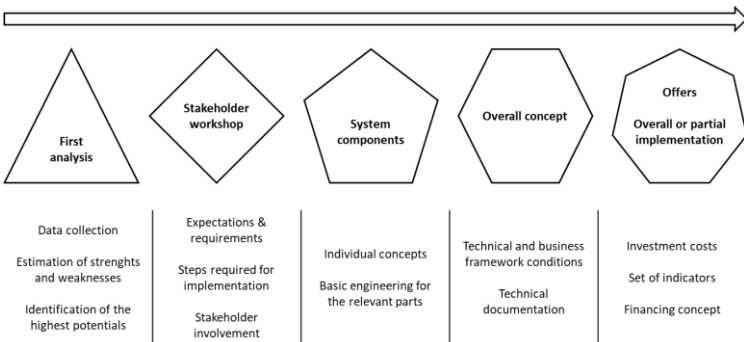 First
analysis
Stakeholder
workshop
System
components
Overall concept
Offers
Overall or partial
implementation
Data collection
Estimation of strenghts
and weaknesses
Identification of the
highest potentials
Expectations &
requirements
Steps required for
implementation
Stakeholder
involvement
Individual concepts
Basic engineering for
the relevant parts
Technical and business
framework conditions
Technical
documentation
Investment costs
Set of indicators
Financing concept